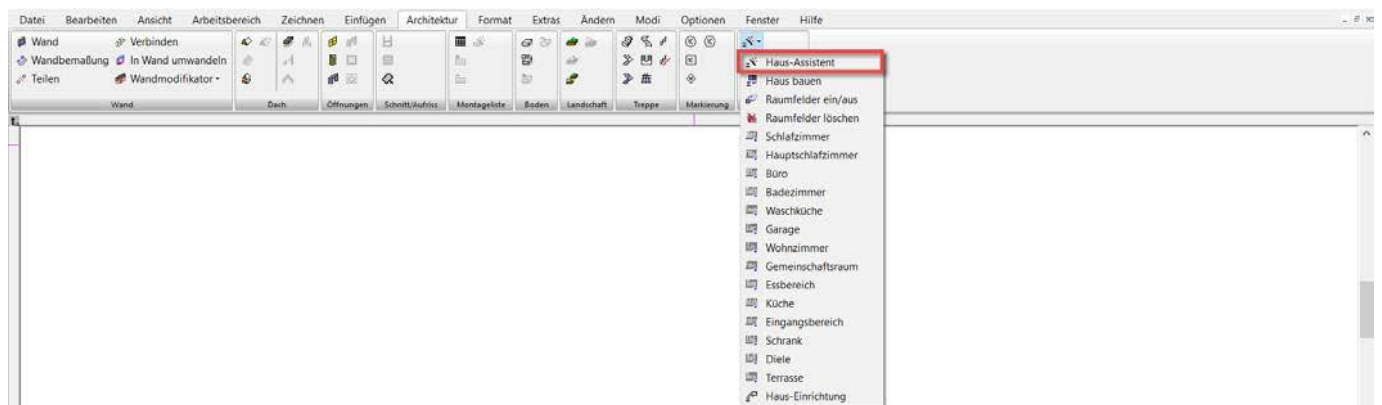 Datei Bearbeiten Ansicht Arbeitsbereich Zeichnen Einfügen Architektur Format Extras Ändern Modi Optionen Fenster Hilfe
Wand Verbinden
Wandbemaßung In Wand umwandeln
Teilen Wandmodifikator
Wand Dach Öffnungen Schnitt/Aufriss Montageliste Boden Landschaft Treppe Markierung
Haus-Assistent
Haus bauen
Raumfelder ein/aus
Raumfelder löschen
Schlafzimmer
Hauptschlafzimmer
Büro
Badezimmer
Waschküche
Garage
Wohnzimmer
Gemeinschaftsraum
Essbereich
Küche
Eingangsbereich
Schrank
Diele
Terrasse
Haus-Einrichtung